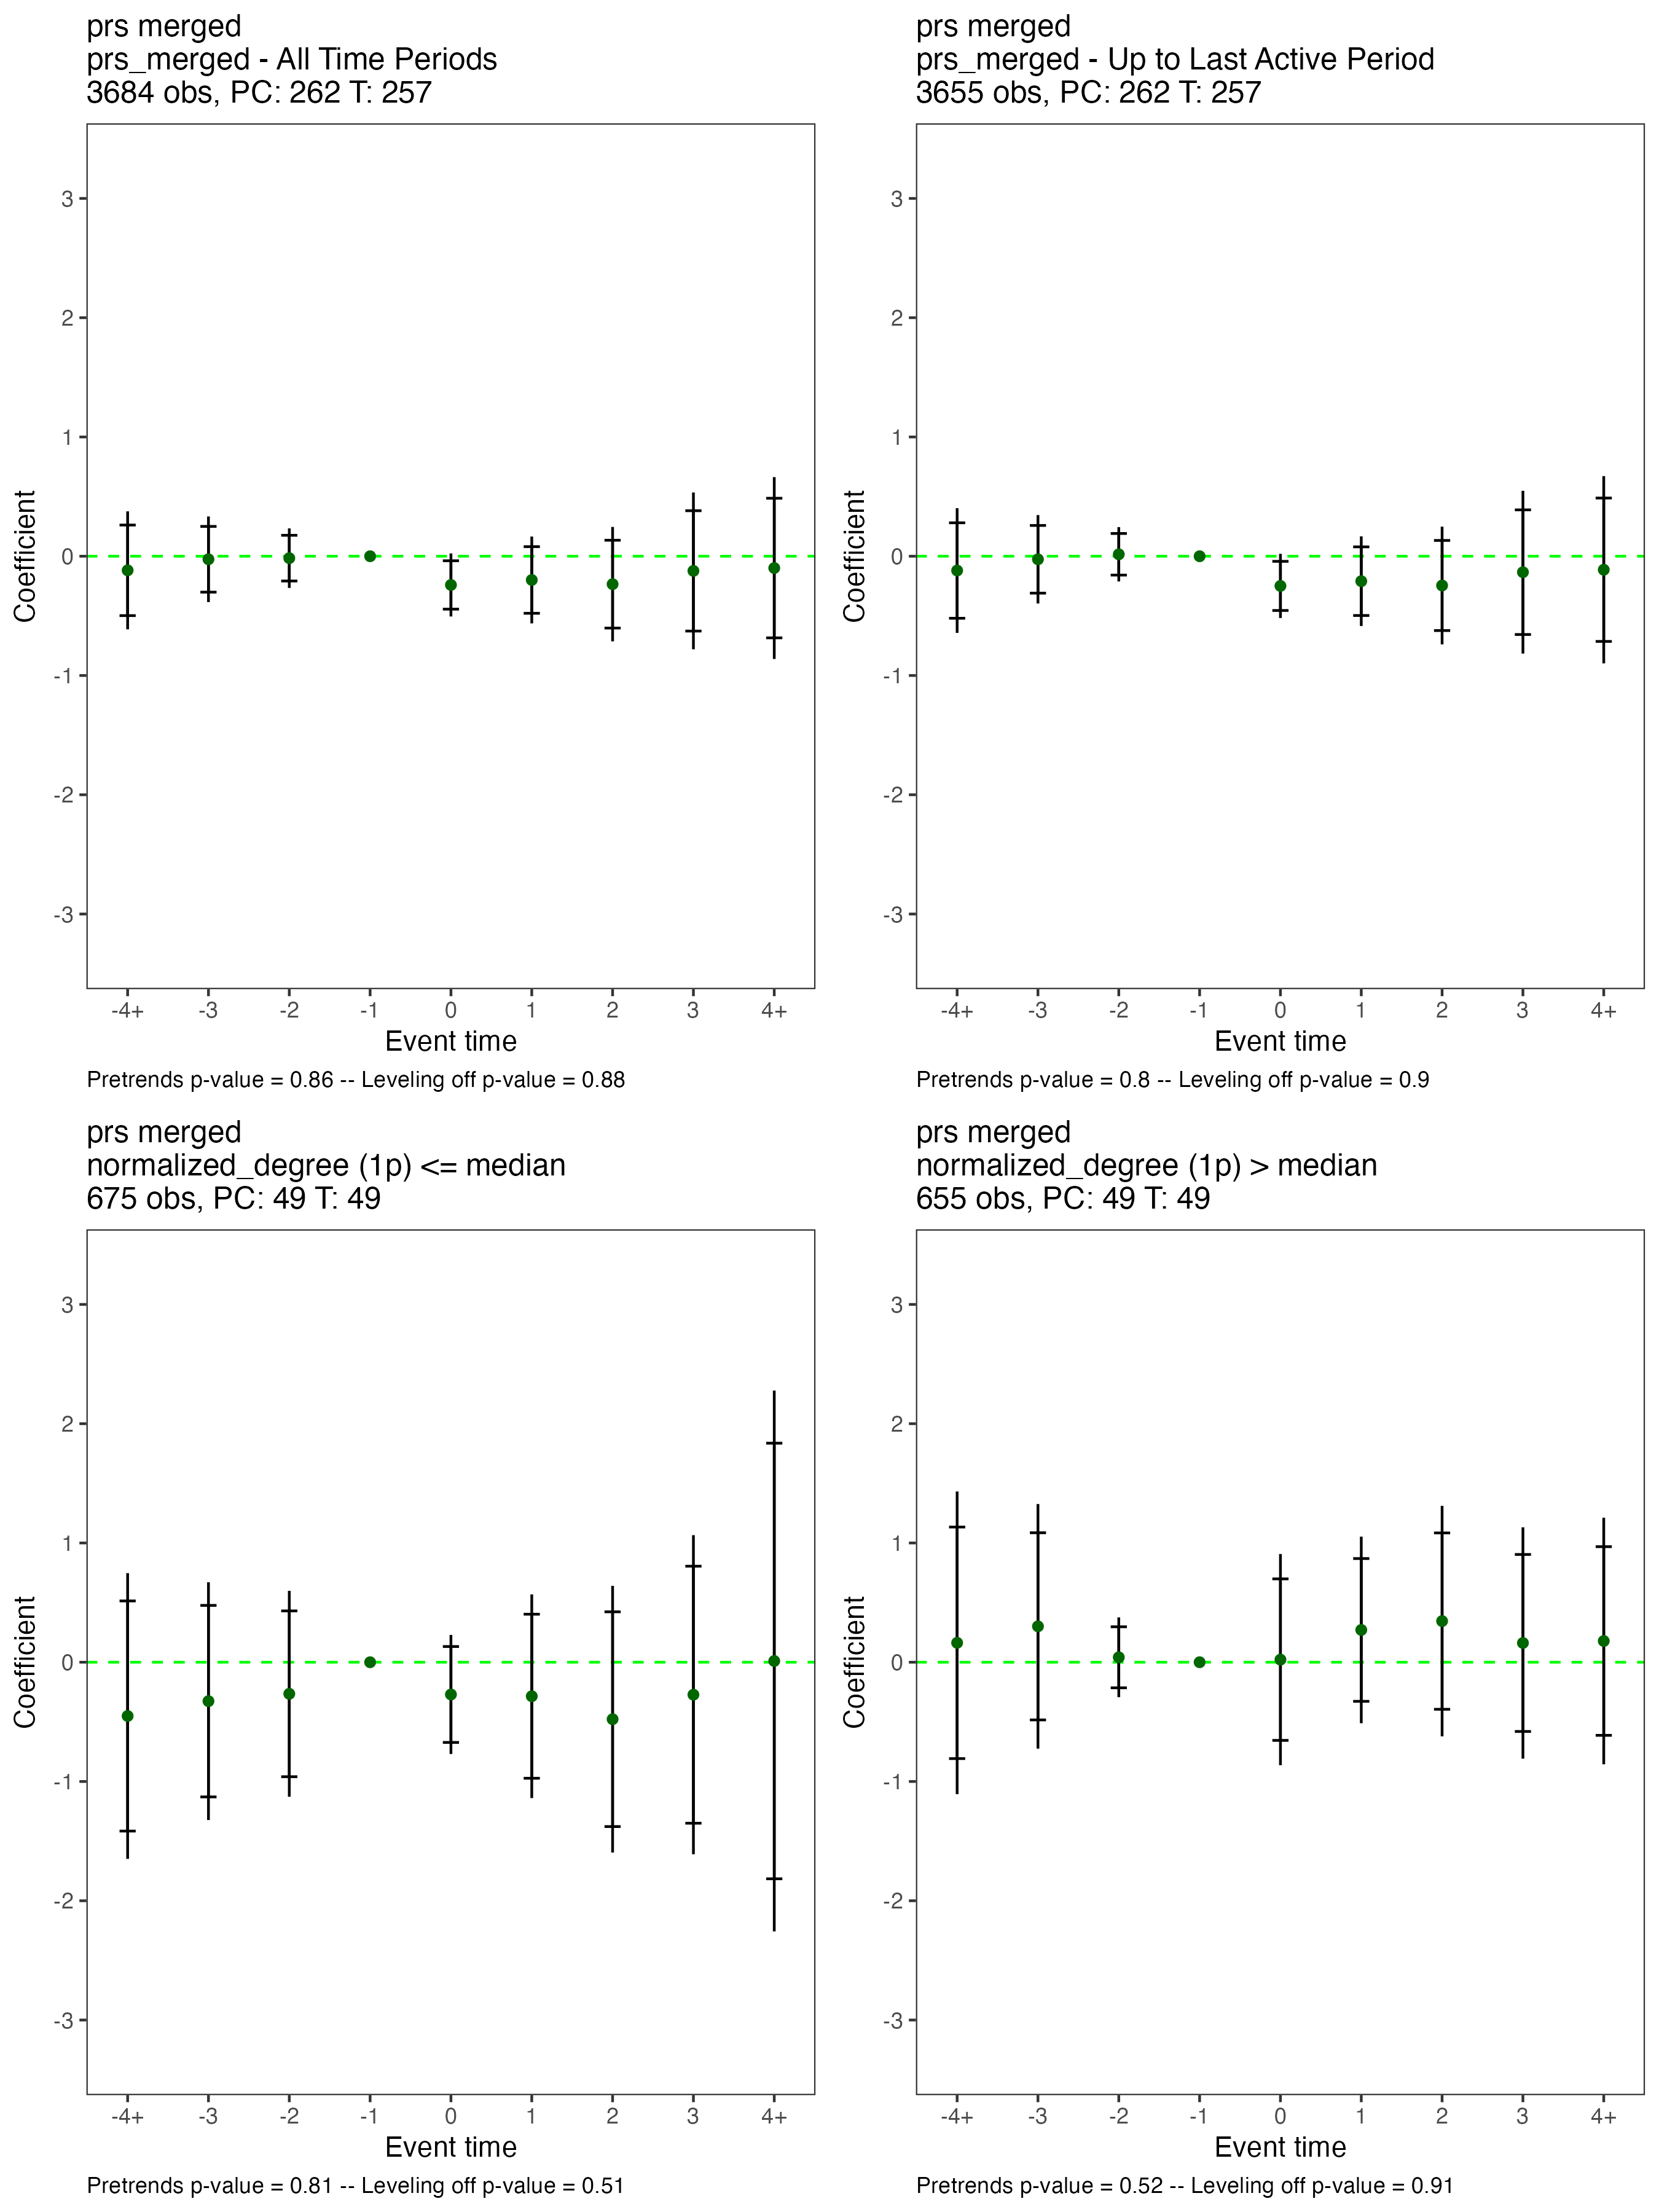 prs merged
prs_merged - All Time Periods
3684 obs, PC: 262 T: 257
3
2
1
0
-1
-2
-3
Coefficient
-4+ -3 -2 -1 0 1 2 3 4+
Event time
Pretrends p-value = 0.86 -- Leveling off p-value = 0.88
prs merged
prs_merged - Up to Last Active Period
3655 obs, PC: 262 T: 257
3
2
1
0
-1
-2
-3
Coefficient
-4+ -3 -2 -1 0 1 2 3 4+
Event time
Pretrends p-value = 0.8 -- Leveling off p-value = 0.9
prs merged
normalized_degree (1p) <= median
675 obs, PC: 49 T: 49
3
2
1
0
-1
-2
-3
Coefficient
-4+ -3 -2 -1 0 1 2 3 4+
Event time
Pretrends p-value = 0.81 -- Leveling off p-value = 0.51
prs merged
normalized_degree (1p) > median
655 obs, PC: 49 T: 49
3
2
1
0
-1
-2
-3
Coefficient
-4+ -3 -2 -1 0 1 2 3 4+
Event time
Pretrends p-value = 0.52 -- Leveling off p-value = 0.91